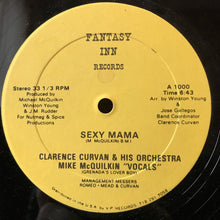 FANTASY
INN
RECORDS
Stereo 33 1/3 RPM
Produced by
Michael McQuilkin
Winston Young
& J.M. Rudder
For Nutmeg & Spice
Productions
A 1000
Time 6:43
Arr. by Winston Young
&
Jose Gallegos
Band Coordinator
Clarence Curvan
SEXY MAMA
(M. McQUILKIN B M I)
CLARENCE CURVAN & HIS ORCHESTRA
MIKE McQUILKIN "VOCALS"
(GRENADA'S LOVER BOY)
MANAGEMENT MESSERS
ROMEO - MEAD & CURVAN
BY V P RECORDS